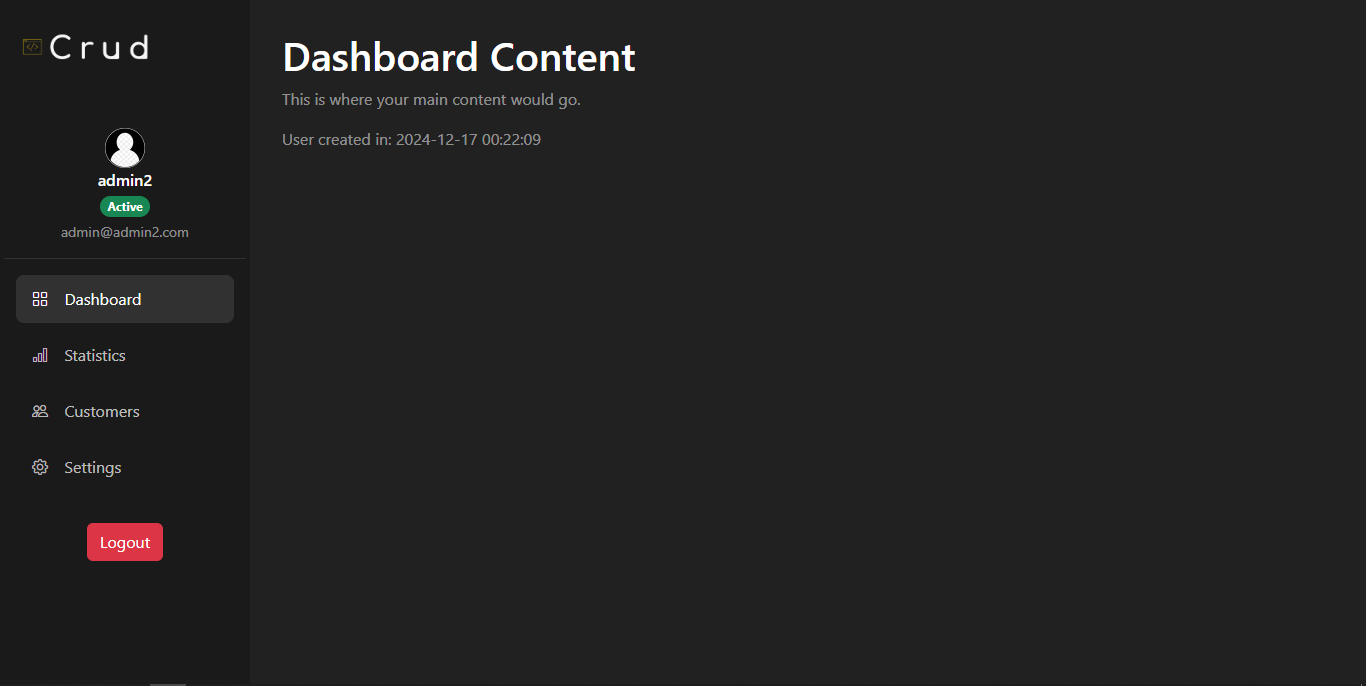 Crud
admin2
Active
admin@admin2.com
Dashboard
Statistics
Customers
Settings
Logout
Dashboard Content
This is where your main content would go.
User created in: 2024-12-17 00:22:09